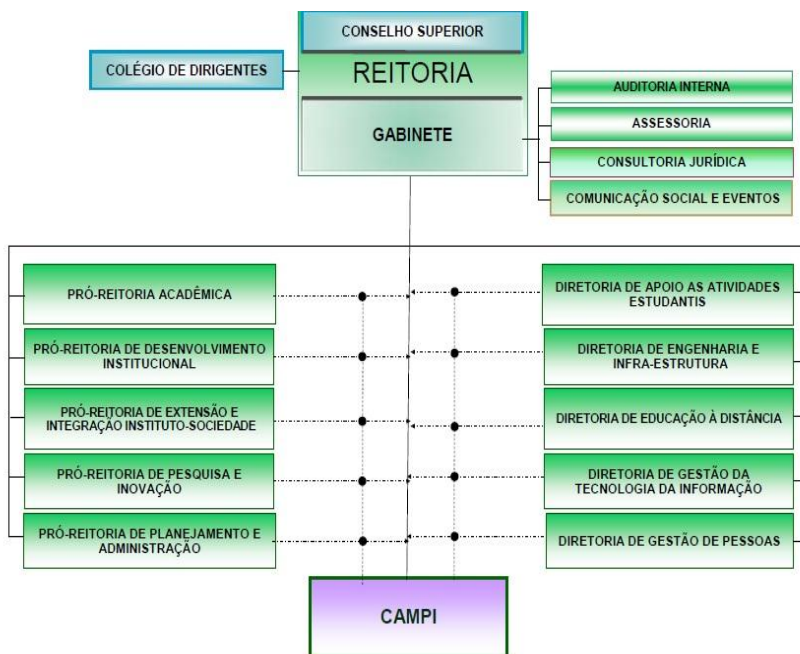 CONSELHO SUPERIOR
COLÉGIO DE DIRIGENTES
REITORIA
GABINETE
AUDITORIA INTERNA
ASSESSORIA
CONSULTORIA JURÍDICA
COMUNICAÇÃO SOCIAL E EVENTOS
PRÓ-REITORIA ACADÊMICA
PRÓ-REITORIA DE DESENVOLVIMENTO
INSTITUCIONAL
PRÓ-REITORIA DE EXTENSÃO E
INTEGRAÇÃO INSTITUTO-SOCIEDADE
PRÓ-REITORIA DE PESQUISA E
INOVAÇÃO
PRÓ-REITORIA DE PLANEJAMENTO E
ADMINISTRAÇÃO
DIRETORIA DE APOIO AS ATIVIDADES
ESTUDANTIS
DIRETORIA DE ENGENHARIA E
INFRA-ESTRUTURA
DIRETORIA DE EDUCAÇÃO À DISTÂNCIA
DIRETORIA DE GESTÃO DA
TECNOLOGIA DA INFORMAÇÃO
DIRETORIA DE GESTÃO DE PESSOAS
CAMPI